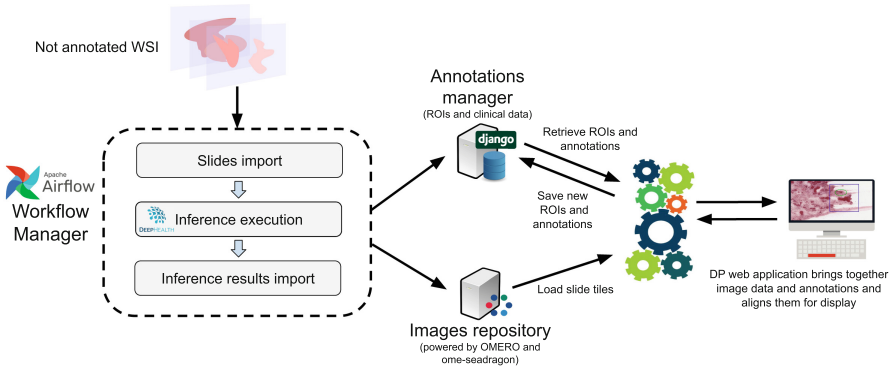 Not annotated WSI
Apache
Airflow
Workflow
Manager
Slides import
DEEPHEALTH
Inference execution
Inference results import
Annotations
manager
(ROIs and clinical data)
django
Retrieve ROIs and
annotations
Save new
ROIs and
annotations
Load slide tiles
Images repository
(powered by OMERO and
ome-seadragon)
DP web application brings together
image data and annotations and
aligns them for display